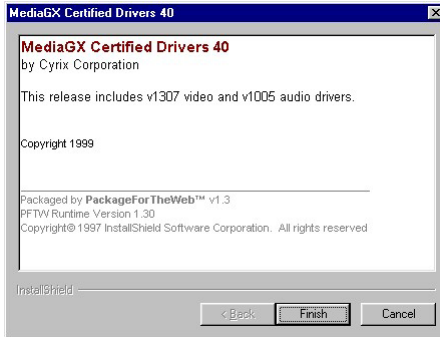 MediaGX Certified Drivers 40
MediaGX Certified Drivers 40
by Cyrix Corporation
This release includes v1307 video and v1005 audio drivers.
Copyright 1999
Packaged by PackageForTheWeb™ v1.3
PFTW Runtime Version 1.30
Copyright© 1997 InstallShield Software Corporation. All rights reserved
InstallShield
< Back
Finish
Cancel